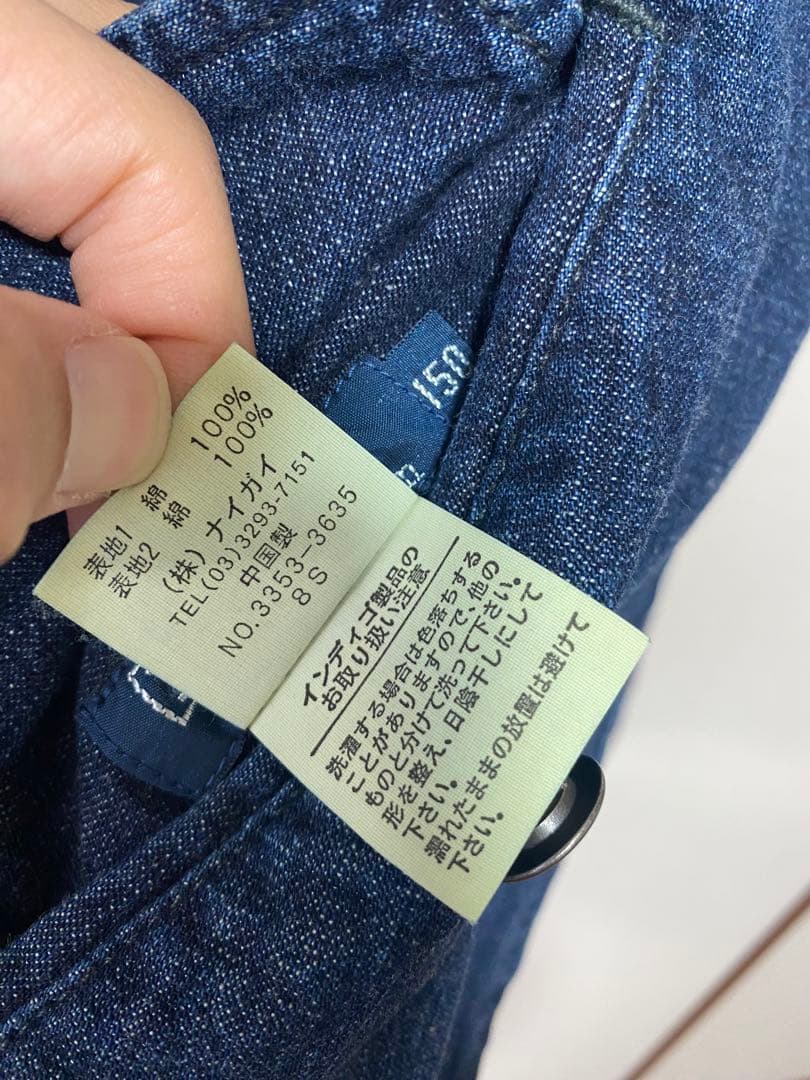 150
表地1 綿 100%
表地2 綿 100%
(株) ナイガイ
TEL(03)3293-7151
中国製
NO.3353-3635
8S
インディゴ製品の
お取り扱い注意
洗濯する場合は色落ちする
ことがありますので、他の
ものと分けて洗って下さい。
形を整え、日陰干しにして
下さい。
濡れたままの放置は避けて
下さい。